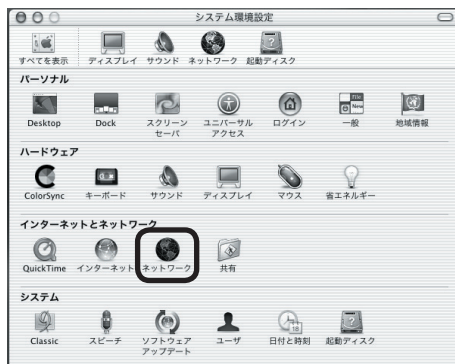 システム環境設定
すべてを表示 ディスプレイ サウンド ネットワーク 起動ディスク
パーソナル
Desktop Dock スクリーン ユニバーサル ログイン 一般 地域情報
セーバ アクセス
ハードウェア
ColorSync キーボード サウンド ディスプレイ マウス 省エネルギー
インターネットとネットワーク
QuickTime インターネット ネットワーク 共有
システム
Classic スピーチ ソフトウェア ユーザ 日付と時刻 起動ディスク
アップデート